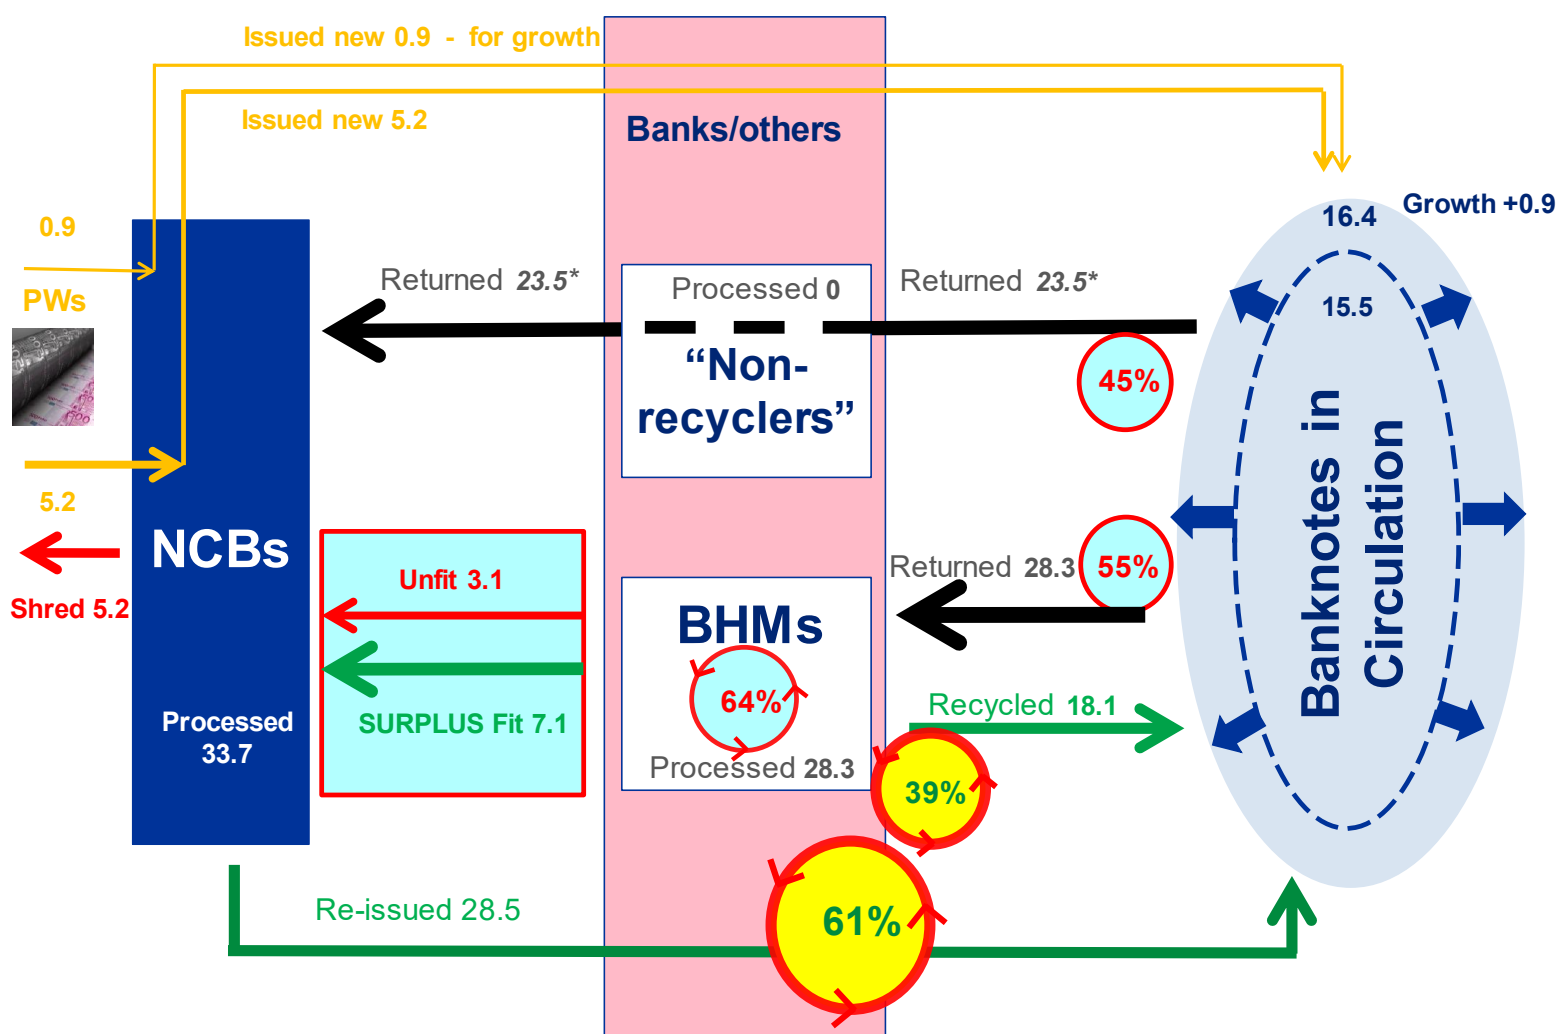 Issued new 0.9 - for growth
Issued new 5.2
Banks/others
16.4
Growth +0.9
0.9
Returned 23.5*
Processed 0
Returned 23.5*
PWs
15.5
“Non-
recyclers”
45%
Banknotes in
Circulation
5.2
NCBs
Shred 5.2
Unfit 3.1
Returned 28.3
55%
BHMs
64%
SURPLUS Fit 7.1
Processed
33.7
Processed 28.3
Recycled 18.1
39%
Re-issued 28.5
61%